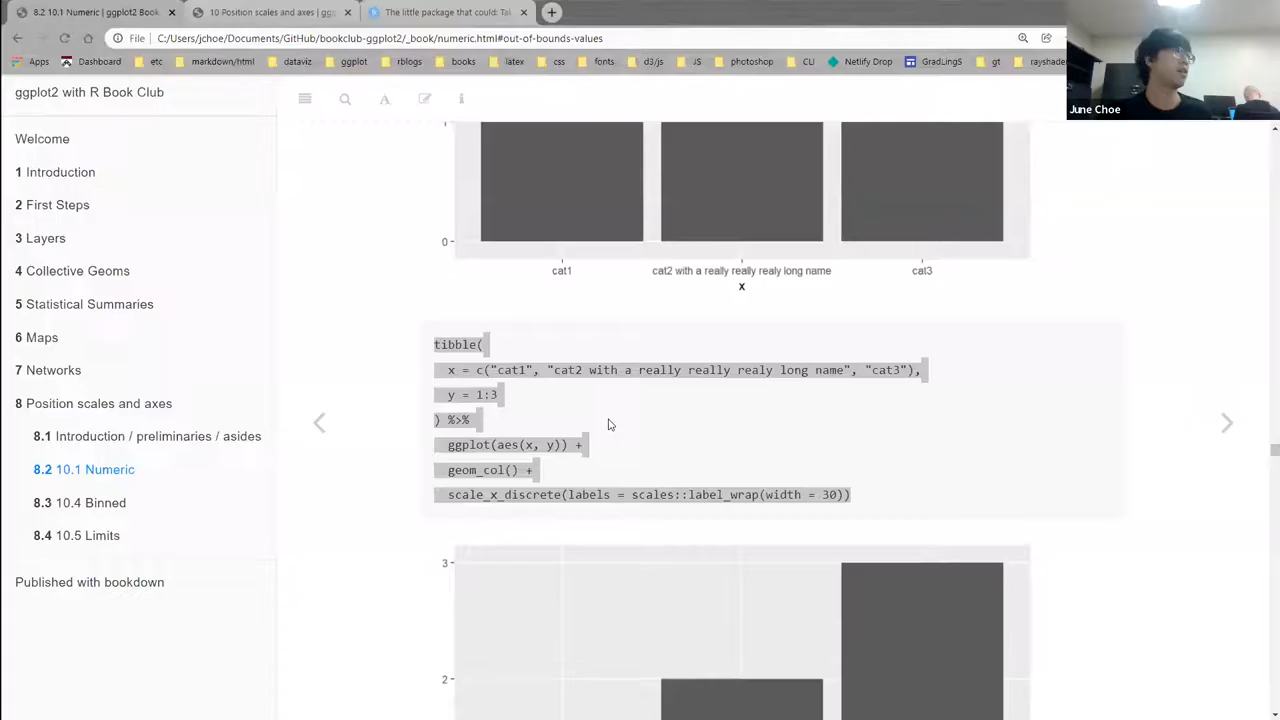 8.2 10.1 Numeric | ggplot2 Book
10 Position scales and axes | gg
The little package that could: Tal
File | C:/Users/jchoe/Documents/GitHub/bookclub-ggplot2/_book/numeric.html#out-of-bounds-values
Apps Dashboard etc markdown/html dataviz ggplot rblogs books latex css fonts d3/js JS photoshop CLI Netlify Drop GradLingS gt rayshade
June Choe
ggplot2 with R Book Club
Welcome
1 Introduction
2 First Steps
3 Layers
4 Collective Geoms
5 Statistical Summaries
6 Maps
7 Networks
8 Position scales and axes
8.1 Introduction / preliminaries / asides
8.2 10.1 Numeric
8.3 10.4 Binned
8.4 10.5 Limits
Published with bookdown
0
cat1 cat2 with a really really realy long name cat3
x
tibble(
x = c("cat1", "cat2 with a really really realy long name", "cat3"),
y = 1:3
) %>%
ggplot(aes(x, y)) +
geom_col() +
scale_x_discrete(labels = scales::label_wrap(width = 30))
3
2